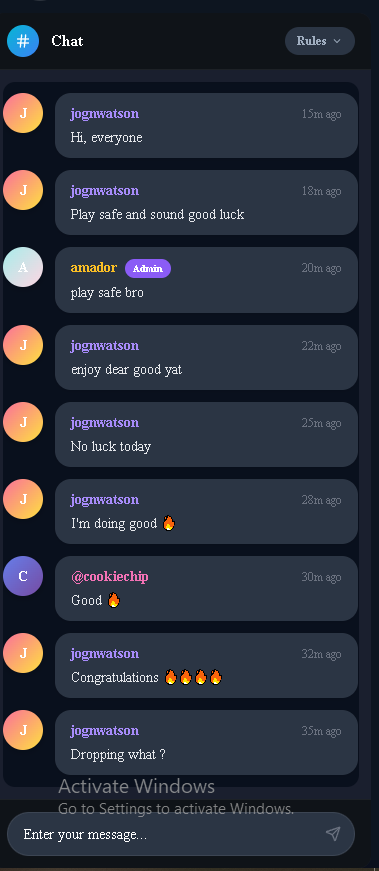 # Chat Rules
J jognwatson 15m ago
Hi, everyone
J jognwatson 18m ago
Play safe and sound good luck
A amador Admin 20m ago
play safe bro
J jognwatson 22m ago
enjoy dear good yat
J jognwatson 25m ago
No luck today
J jognwatson 28m ago
I'm doing good 🔥
C @cookiechip 30m ago
Good 🔥
J jognwatson 32m ago
Congratulations 🔥🔥🔥🔥
J jognwatson 35m ago
Dropping what ?
Activate Windows
Go to Settings to activate Windows.
Enter your message...